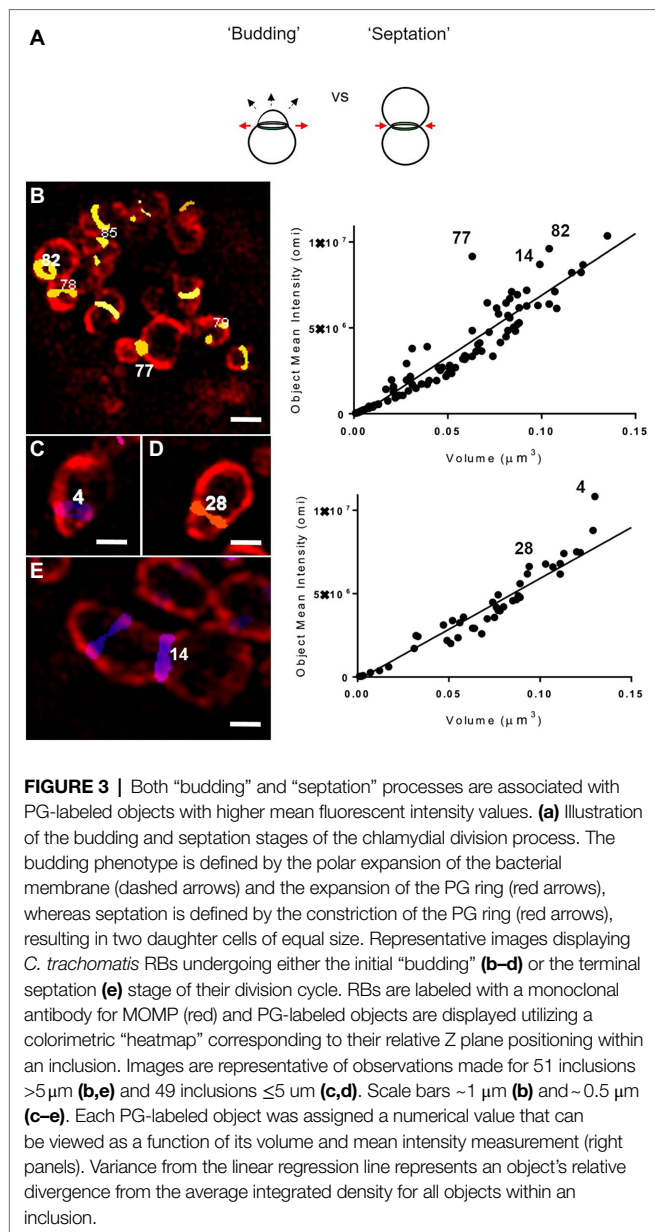 A
'Budding' 'Septation'
vs
B
85
82
78
79
77
C
4
D
28
E
14
1✖10⁷
5✖10⁶
0
Object Mean Intensity (omi)
77
14
82
0.00 0.05 0.10 0.15
Volume (μm³)
1✖10⁷
5✖10⁶
0
Object Mean Intensity (omi)
4
28
0.00 0.05 0.10 0.15
Volume (μm³)
FIGURE 3 | Both “budding” and “septation” processes are associated with
PG-labeled objects with higher mean fluorescent intensity values. (a) Illustration
of the budding and septation stages of the chlamydial division process. The
budding phenotype is defined by the polar expansion of the bacterial
membrane (dashed arrows) and the expansion of the PG ring (red arrows),
whereas septation is defined by the constriction of the PG ring (red arrows),
resulting in two daughter cells of equal size. Representative images displaying
C. trachomatis RBs undergoing either the initial “budding” (b–d) or the terminal
septation (e) stage of their division cycle. RBs are labeled with a monoclonal
antibody for MOMP (red) and PG-labeled objects are displayed utilizing a
colorimetric “heatmap” corresponding to their relative Z plane positioning within
an inclusion. Images are representative of observations made for 51 inclusions
>5 μm (b,e) and 49 inclusions ≤5 um (c,d). Scale bars ~1 μm (b) and ~ 0.5 μm
(c–e). Each PG-labeled object was assigned a numerical value that can
be viewed as a function of its volume and mean intensity measurement (right
panels). Variance from the linear regression line represents an object’s relative
divergence from the average integrated density for all objects within an
inclusion.